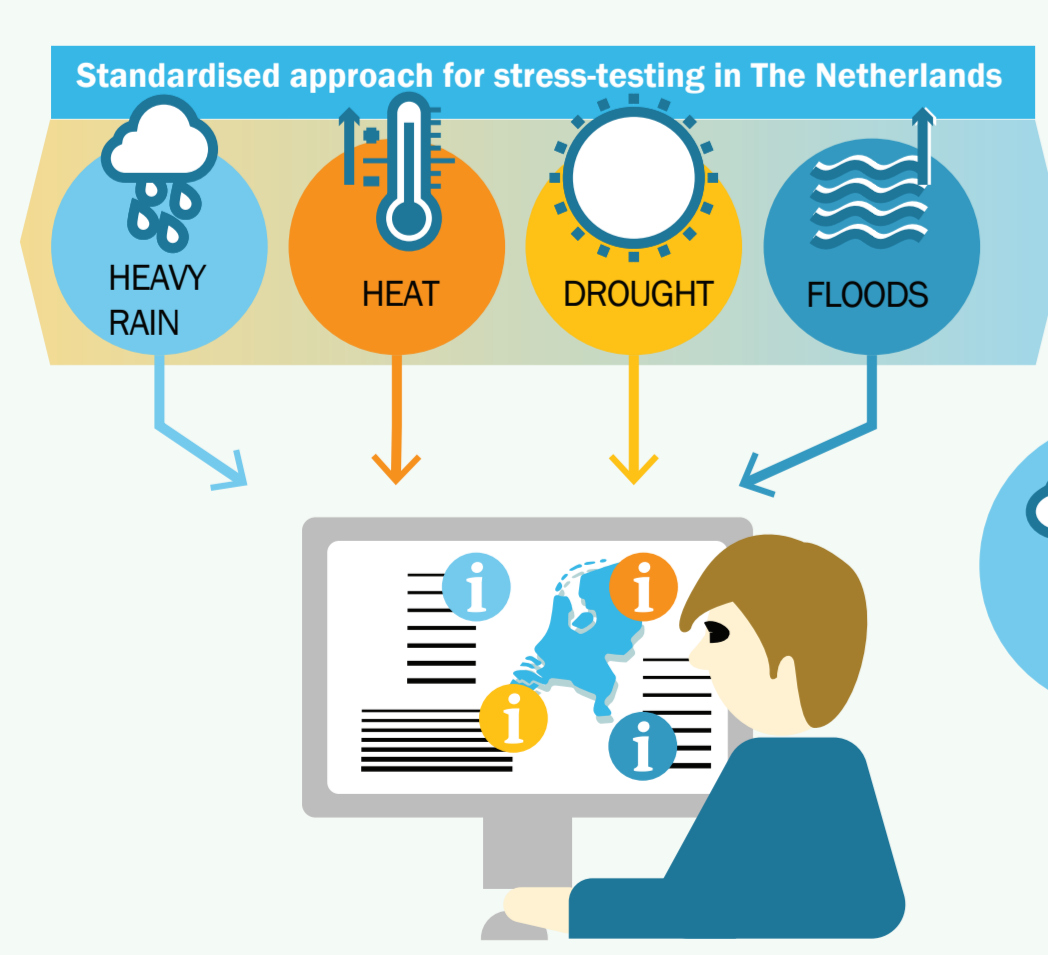 Standardised approach for stress-testing in The Netherlands
HEAVY
RAIN
HEAT
DROUGHT
FLOODS
i
i
i
i